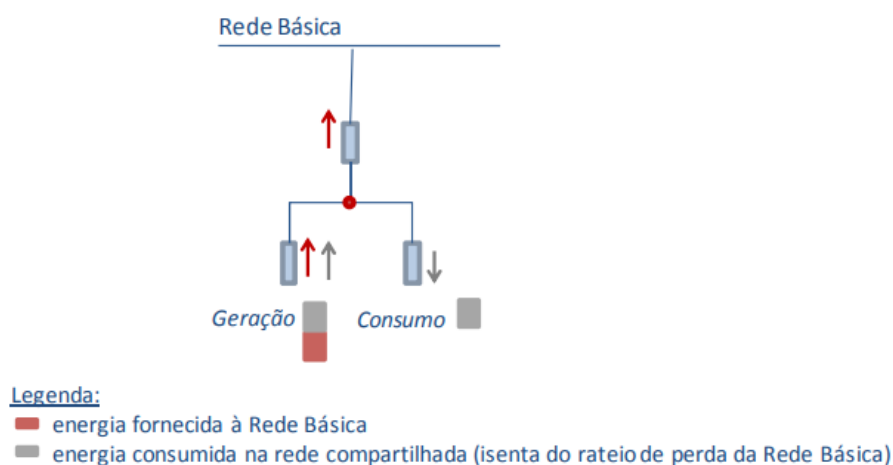 Rede Básica
Geração Consumo
Legenda:
energia fornecida à Rede Básica
energia consumida na rede compartilhada (isenta do rateio de perda da Rede Básica)